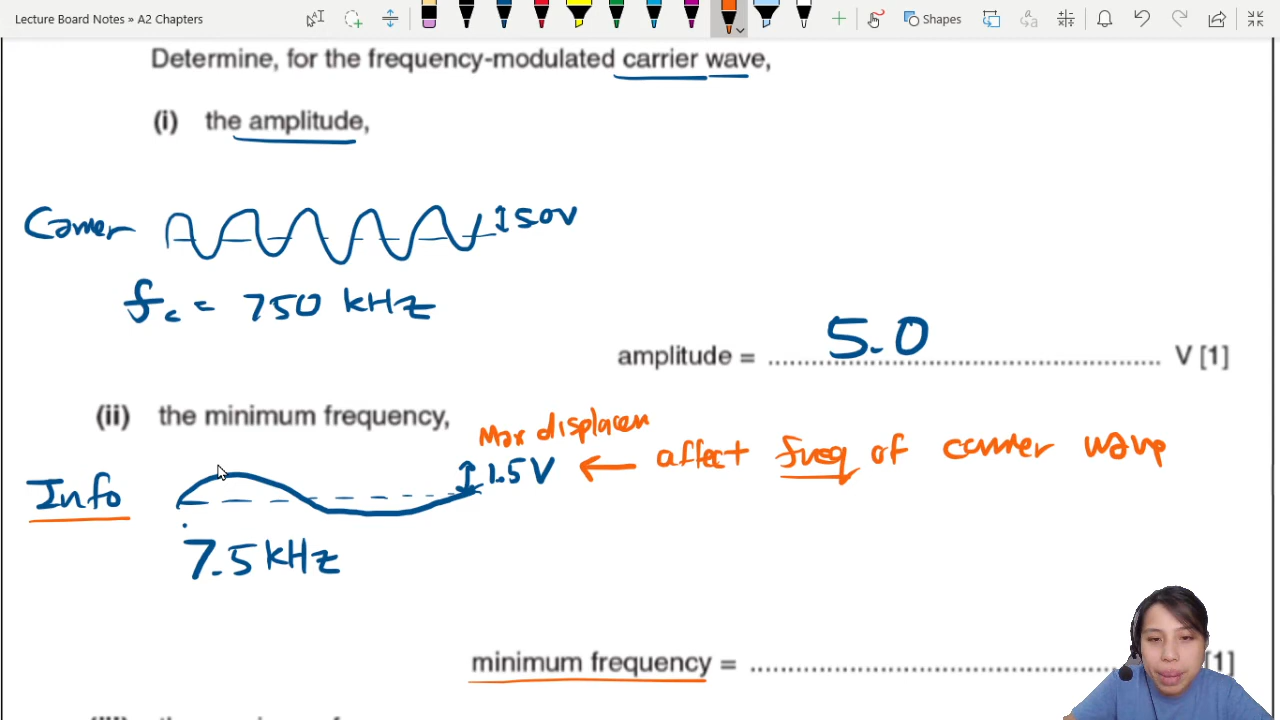 Lecture Board Notes » A2 Chapters
Shapes
Determine, for the frequency-modulated carrier wave,
(i) the amplitude,
Carrier
5.0V
fc = 750 kHz
amplitude = 5.0 V [1]
(ii) the minimum frequency,
Max displacem
1.5V ← affect freq of carrier wave
Info
7.5 kHz
minimum frequency = [1]